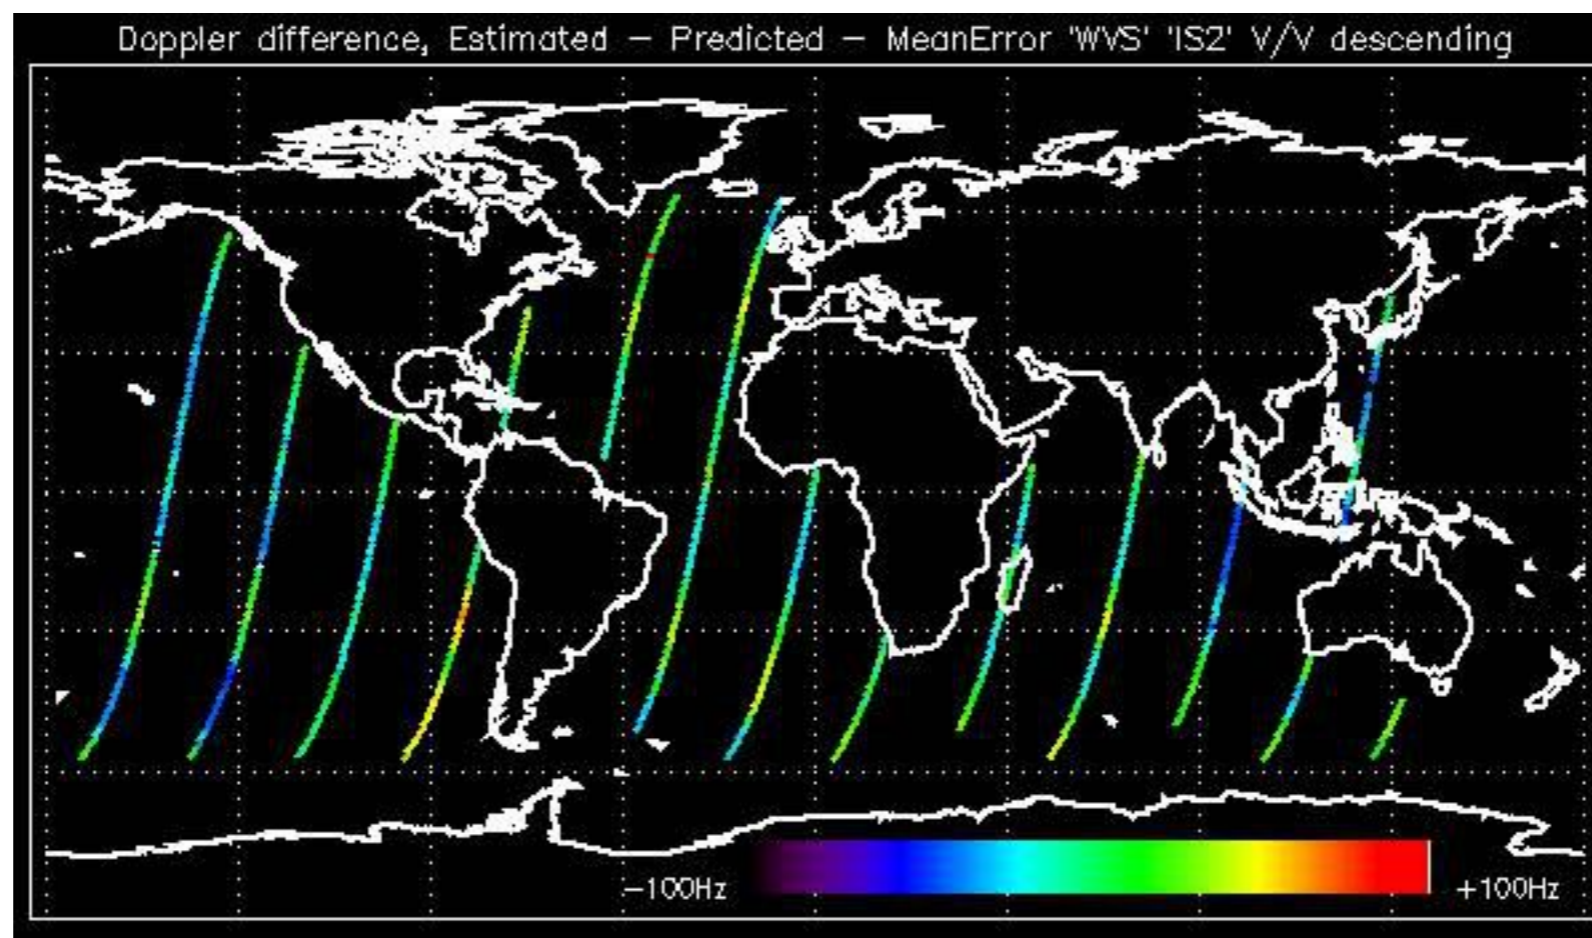 Doppler difference, Estimated – Predicted – MeanError 'WVS' 'IS2' V/V descending
–100Hz +100Hz